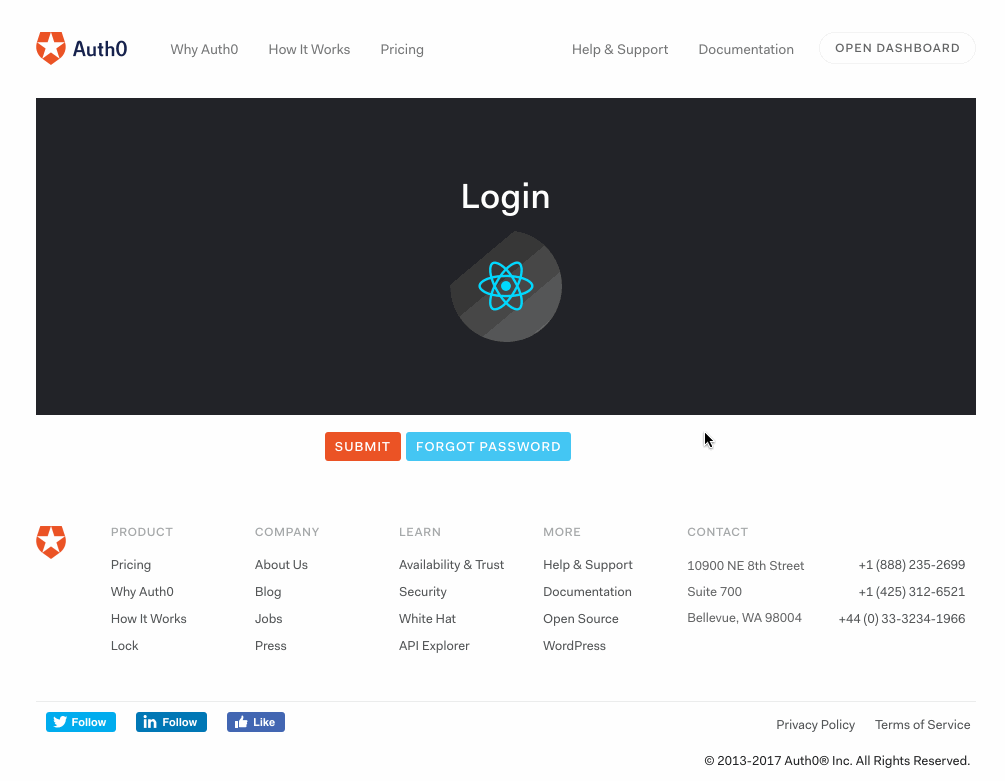 Auth0 Why Auth0 How It Works Pricing Help & Support Documentation OPEN DASHBOARD
Login
SUBMIT FORGOT PASSWORD
PRODUCT COMPANY LEARN MORE CONTACT
Pricing About Us Availability & Trust Help & Support 10900 NE 8th Street +1 (888) 235-2699
Why Auth0 Blog Security Documentation Suite 700 +1 (425) 312-6521
How It Works Jobs White Hat Open Source Bellevue, WA 98004 +44 (0) 33-3234-1966
Lock Press API Explorer WordPress
Follow in Follow Like Privacy Policy Terms of Service
© 2013-2017 Auth0® Inc. All Rights Reserved.